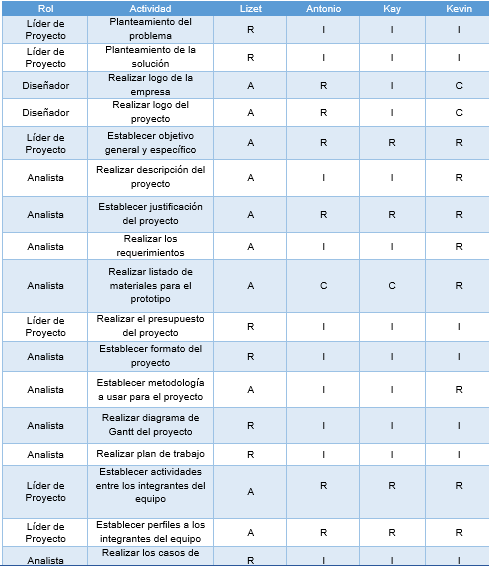 Rol Actividad Lizet Antonio Kay Kevin
Líder de Proyecto Planteamiento del problema R I I I
Líder de Proyecto Planteamiento de la solución R I I I
Diseñador Realizar logo de la empresa A R I C
Diseñador Realizar logo del proyecto A R I C
Líder de Proyecto Establecer objetivo general y específico A R R R
Analista Realizar descripción del proyecto A I I R
Analista Establecer justificación del proyecto A R R R
Analista Realizar los requerimientos A I I R
Analista Realizar listado de materiales para el prototipo A C C R
Líder de Proyecto Realizar el presupuesto del proyecto R I I I
Analista Establecer formato del proyecto R I I I
Analista Establecer metodología a usar para el proyecto A I I R
Analista Realizar diagrama de Gantt del proyecto R I I I
Analista Realizar plan de trabajo R I I I
Líder de Proyecto Establecer actividades entre los integrantes del equipo A R R R
Líder de Proyecto Establecer perfiles a los integrantes del equipo A R R R
Analista Realizar los casos de R I I I